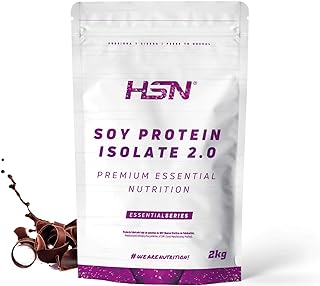 HSN®
SOY PROTEIN
ISOLATE 2.0
PREMIUM ESSENTIAL
NUTRITION
ESSENTIALSERIES
#WEARENUTRITION!
2kg